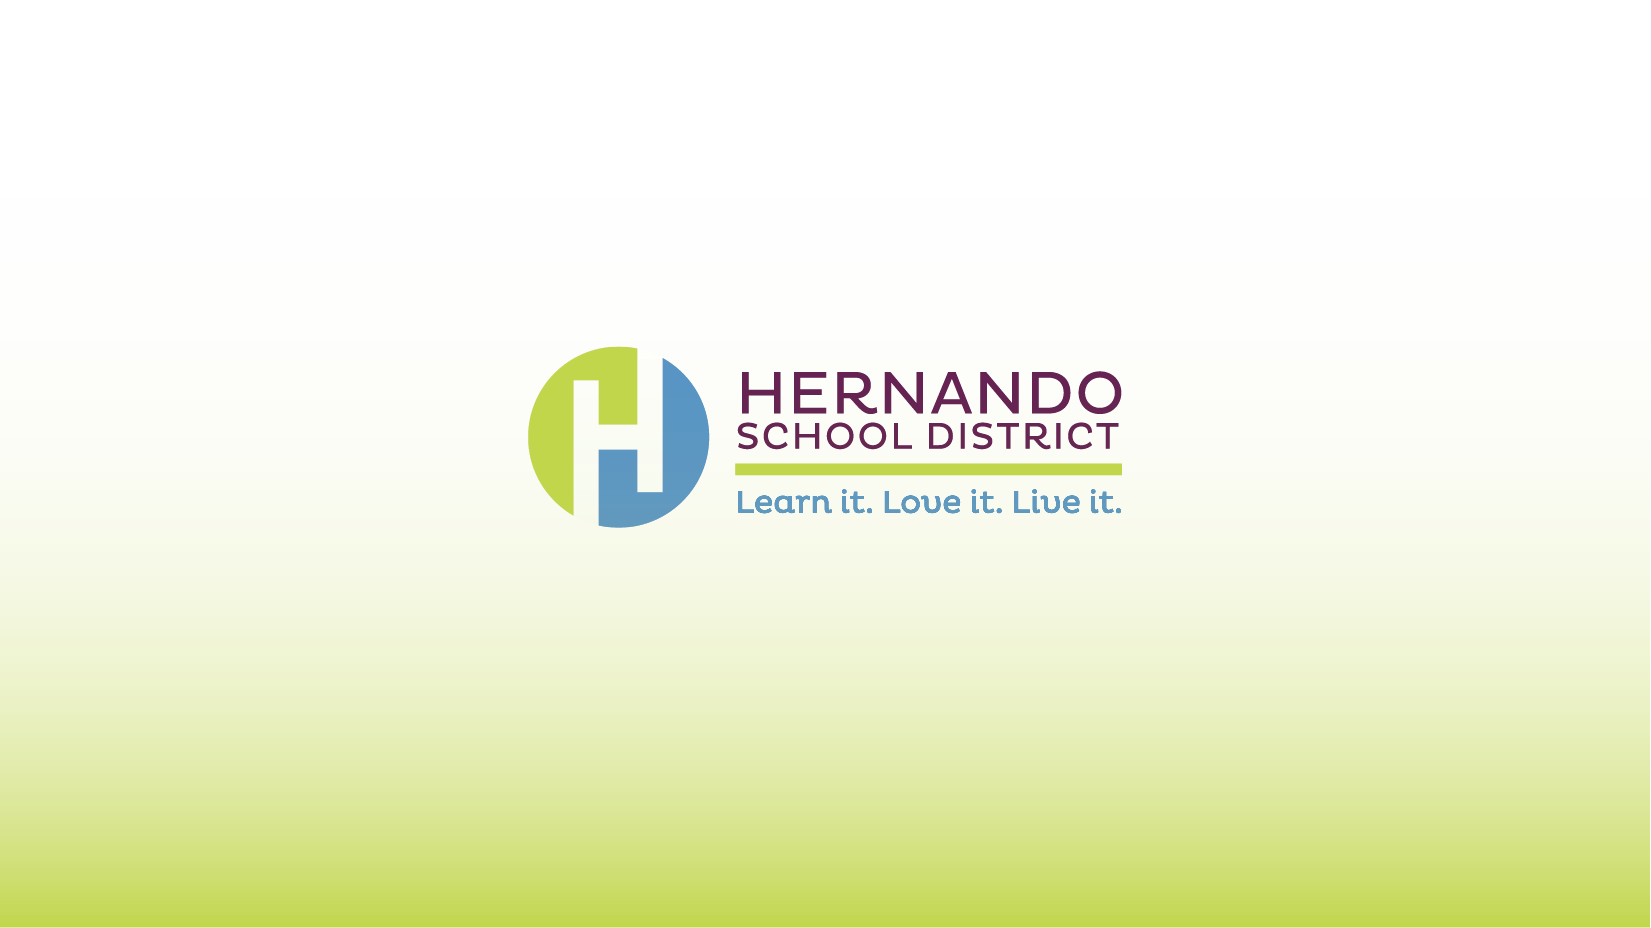 HERNANDO
SCHOOL DISTRICT
Learn it. Love it. Live it.